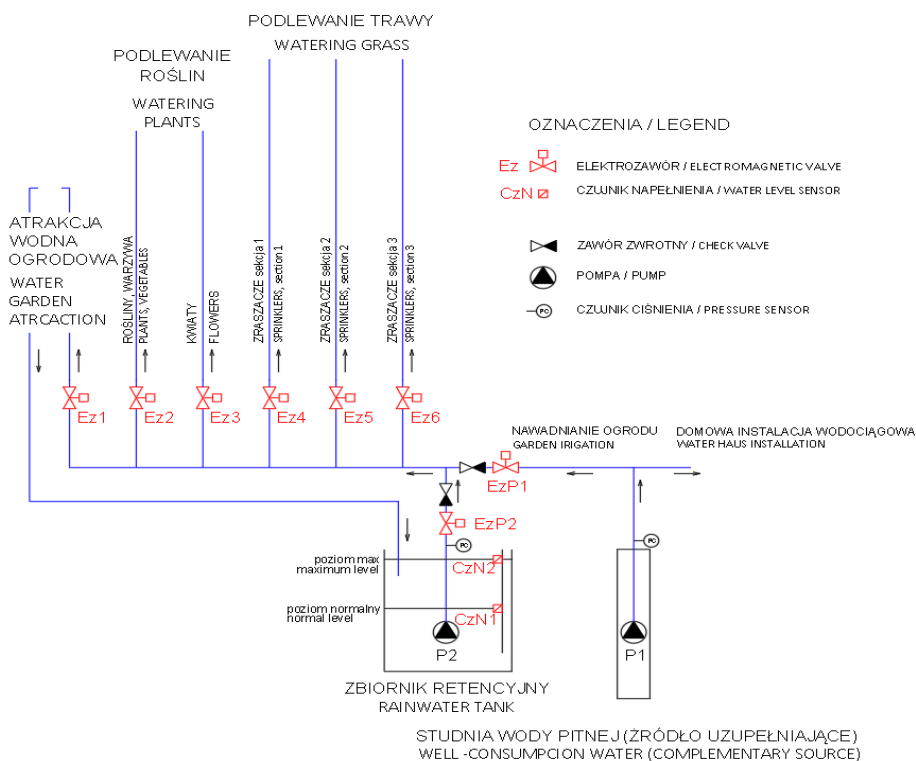 PODLEWANIE TRAWY
WATERING GRASS
PODLEWANIE
ROŚLIN
WATERING
PLANTS
OZNACZENIA / LEGEND
Ez
ELEKTROZAWÓR / ELECTROMAGNETIC VALVE
CzN
CZUJNIK NAPEŁNIENIA / WATER LEVEL SENSOR
ZAWÓR ZWROTNY / CHECK VALVE
POMPA / PUMP
PC
CZUJNIK CIŚNIENIA / PRESSURE SENSOR
ATRAKCJA
WODNA
OGRODOWA
WATER
GARDEN
ATRCACTION
ROŚLINY, WARZYWA
PLANTS, VEGETABLES
KWIATY
FLOWERS
ZRASZACZE sekcja 1
SPRINKLERS, section 1
ZRASZACZE sekcja 2
SPRINKLERS, section 2
ZRASZACZE sekcja 3
SPRINKLERS, section 3
Ez1
Ez2
Ez3
Ez4
Ez5
Ez6
NAWADNIANIE OGRODU
GARDEN IRIGATION
DOMOWA INSTALACJA WODOCIĄGOWA
WATER HAUS INSTALLATION
EzP1
EzP2
PC
PC
poziom max
maximum level
CzN2
poziom normalny
normal level
CzN1
P2
P1
ZBIORNIK RETENCYJNY
RAINWATER TANK
STUDNIA WODY PITNEJ (ŹRÓDŁO UZUPEŁNIAJĄCE)
WELL -CONSUMPCION WATER (COMPLEMENTARY SOURCE)